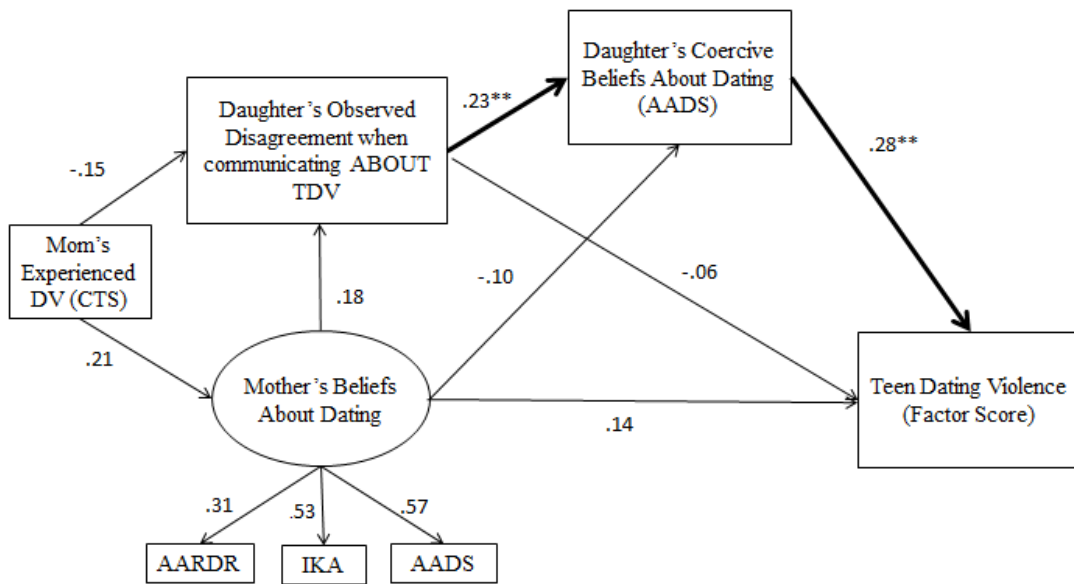 Daughter's Coercive
Beliefs About Dating
(AADS)
.23**
Daughter's Observed
Disagreement when
communicating ABOUT
TDV
.28**
-.15
Mom's
Experienced
DV (CTS)
-.10
-.06
.18
.21
Mother's Beliefs
About Dating
Teen Dating Violence
(Factor Score)
.14
.31
.53
.57
AARDR
IKA
AADS